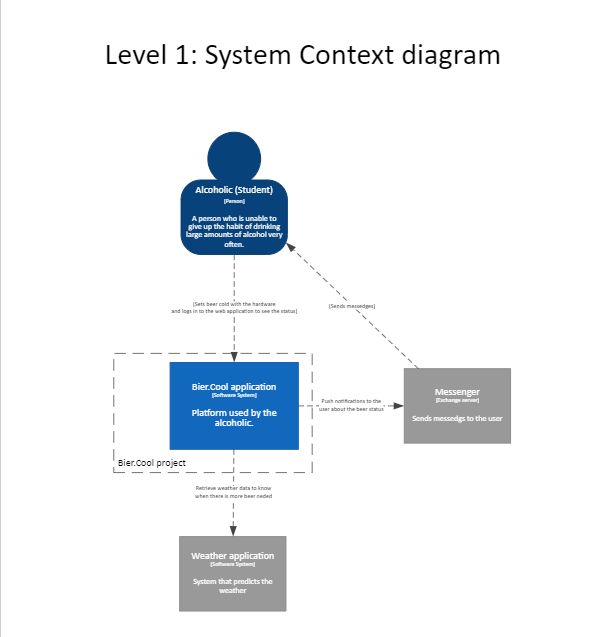 Level 1: System Context diagram
Alcoholic (Student)
[Person]
A person who is unable to
give up the habit of drinking
large amounts of alcohol very
often.
[Sets beer cold with the hardware
and logs in to the web application to see the status]
[Sends messedges]
Bier.Cool application
[Software System]
Platform used by the
alcoholic.
Push notifications to the
user about the beer status
Messenger
[Exchange server]
Sends messedgs to the user
Bier.Cool project
Retrieve weather data to know
when there is more beer neded
Weather application
[Software System]
System that predicts the
weather